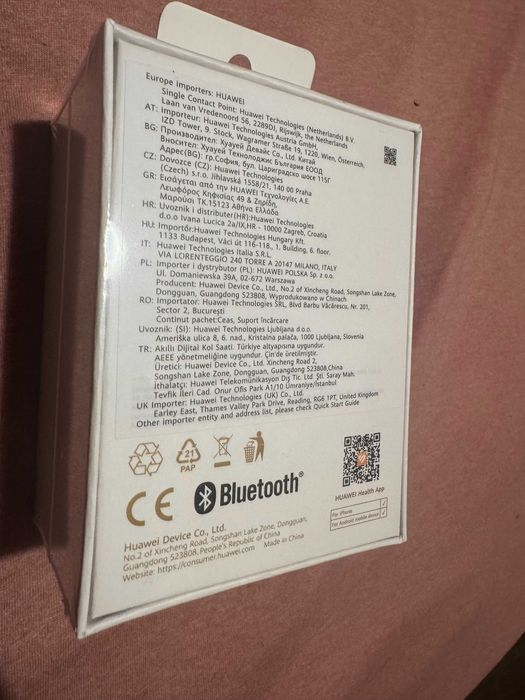 Europe Importers: HUAWEI
Single Contact Point: Huawei Technologies (Netherlands) B.V.
Laan van Vredenoord 56, 2289DJ, Rijswijk, the Netherlands
AT: Importeur: Huawei Technologies Austria GmbH,
IZD Tower, 9. Stock, Wagramer Straße 19, 1220, Wien, Österreich,
BG: Производител: Хуауей Девайс Co., Ltd. Китай
Вносител: Хуауей Технолоджис България ЕООД
Адрес(BG): гр.София, бул. Цариградско шосе 115Г
CZ: Dovozce (CZ): Huawei Technologies
(Czech) s.r.o. Jihlavská 1558/21, 140 00 Praha
GR: Εισάγεται από την HUAWEI Τεχνολογίες Α.Ε.
Λεωφόρος Κηφισίας 49 & Ζηρίδη,
Μαρούσι ΤΚ.15123 Αθήνα Ελλάδα
HR: Uvoznik i distributer(HR):Huawei Technologies
d.o.o Ivana Lucica 2a/IX,HR - 10000 Zagreb, Croatia
HU: Importőr:Huawei Technologies Hungary Kft.
1133 Budapest, Váci út 116-118., 1. Building, 6. floor.
IT: Huawei Technologies Italia S.R.L.
VIA LORENTEGGIO 240 TORRE A 20147 MILANO, ITALY
PL: Importer i dystrybutor (PL): HUAWEI POLSKA Sp. z o.o.
Ul. Domaniewska 39A, 02-672 Warszawa
Producent: Huawei Device Co., Ltd., No.2 of Xincheng Road, Songshan Lake Zone,
Dongguan, Guangdong 523808, Wyprodukowano w Chinach
RO: Importator: Huawei Technologies SRL, Blvd Barbu Văcărescu, Nr. 201,
Sector 2, București
Continut pachet:Ceas, Suport încărcare
Uvoznik: (SI): Huawei Technologies Ljubljana d.o.o.
Ameriška ulica 8, 6. nad., Kristalna palača, 1000 Ljubljana, Slovenia
TR: Akıllı Dijital Kol Saati. Türkiye altyapısına uygundur.
AEEE yönetmeliğine uygundur. Çin'de üretilmiştir.
Üretici: Huawei Device Co., Ltd., No.2 of Xincheng Road,
Songshan Lake Zone, Dongguan, Guangdong 523808,China
ithalatçı: Huawei Telekomünikasyon Dış Tic. Ltd. Şti. Saray Mah.
Tevfik İleri Cad. Onur Ofis Park A1/10 Ümraniye/İstanbul
UK Importer: Huawei Technologies (UK) Co., Ltd.
Earley East, Thames Valley Park Drive, Reading, RG6 1PT, United Kingdom
Other importer entity and address list, please check Quick Start Guide
21
PAP
CE
Bluetooth®
HUAWEI Health App
For iPhone ✓
For Android mobile device ✓
Huawei Device Co., Ltd.
No.2 of Xincheng Road, Songshan Lake Zone, Dongguan,
Guangdong 523808, People's Republic of China
Website: https://consumer.huawei.com Made in China